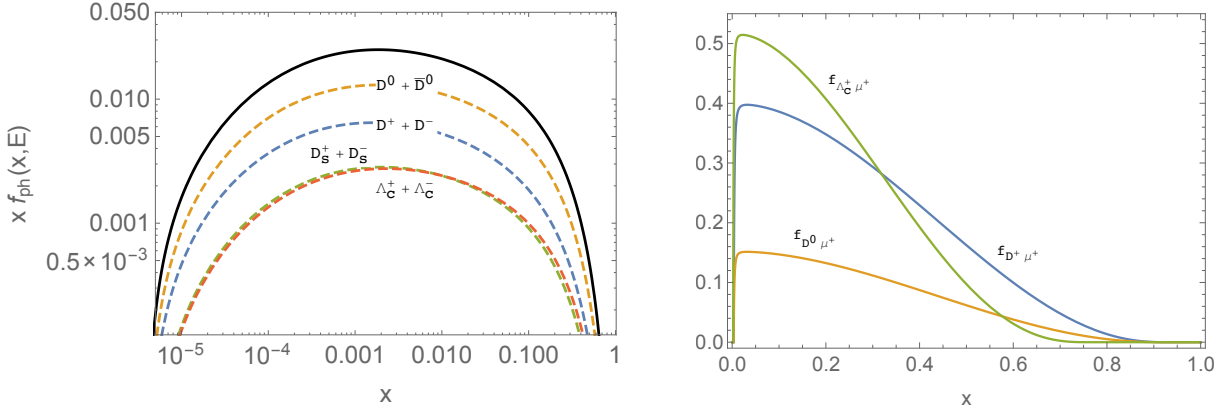 0.050
0.010
0.005
0.001
0.5×10⁻³
x f_ph(x,E)
D⁰ + D̅⁰
D⁺ + D⁻
D_S⁺ + D_S⁻
Λ_C⁺ + Λ_C⁻
10⁻⁵ 10⁻⁴ 0.001 0.010 0.100 1
x
0.5
0.4
0.3
0.2
0.1
0.0
f_Λ_C⁺ μ⁺
f_D⁺ μ⁺
f_D⁰ μ⁺
0.0 0.2 0.4 0.6 0.8 1.0
x